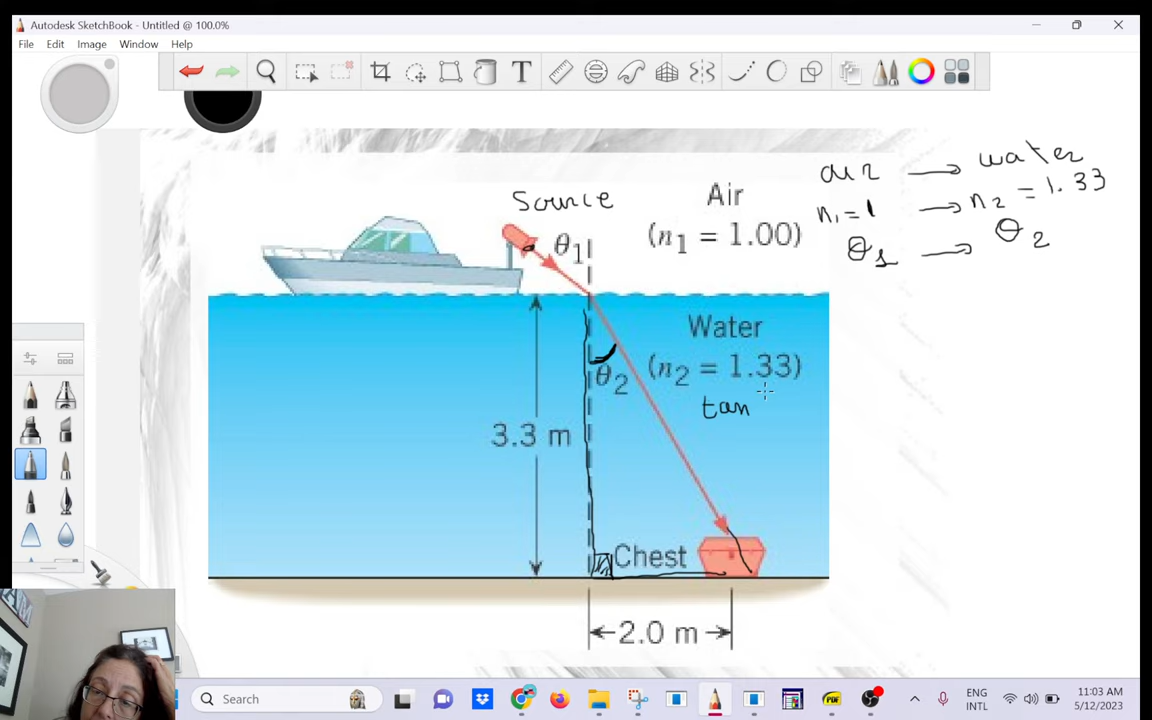 Autodesk SketchBook - Untitled @ 100.0%
File Edit Image Window Help
T
Source
Air
(n1 = 1.00)
θ1
air → water
n1 = 1 → n2 = 1.33
θ1 → θ2
Water
(n2 = 1.33)
θ2
tan
3.3 m
Chest
2.0 m
Search
PDF
ENG
INTL
11:03 AM
5/12/2023